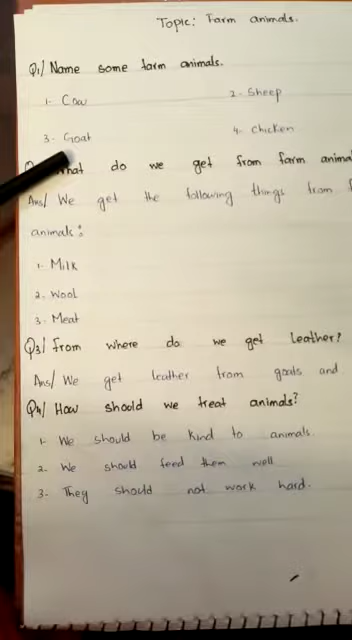 Topic: Farm animals.
Q1/ Name some farm animals.
1- Cow 2- Sheep
3- Goat 4- Chicken
What do we get from farm
Ans/ We get the following things from
animals:
1. Milk
2. Wool
3. Meat
Q3/ From where do we get leather?
Ans/ We get leather from goats and
Q4/ How should we treat animals?
1- We should be kind to animals.
2. We should feed them well
3- They should not work hard.